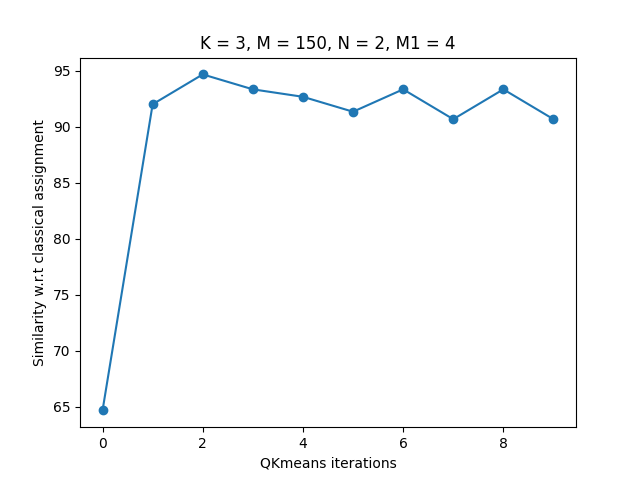 K = 3, M = 150, N = 2, M1 = 4
95
90
85
80
75
70
65
Similarity w.r.t classical assignment
0 2 4 6 8
QKmeans iterations